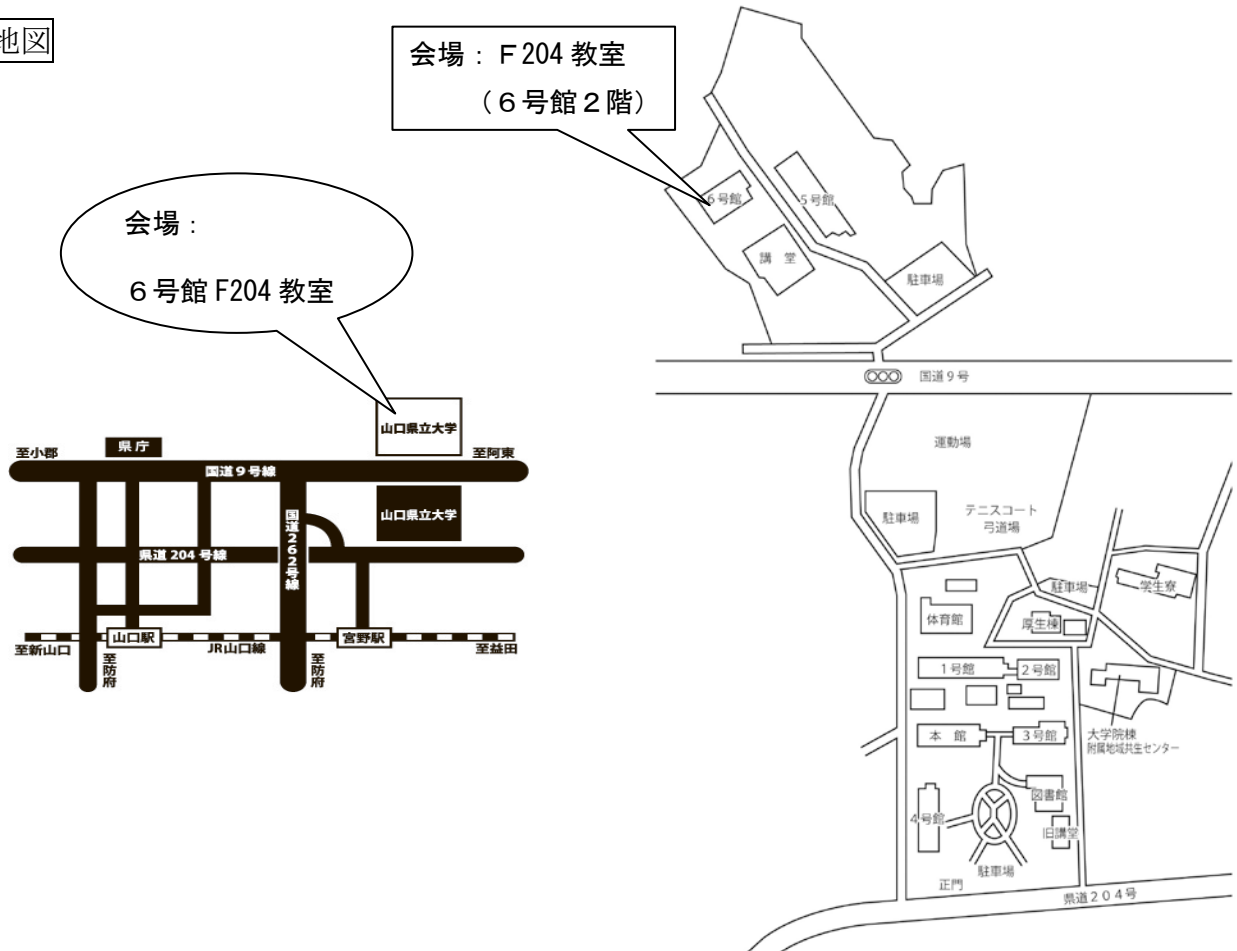 地図
会場：Ｆ204 教室
（６号館２階）
会場：
６号館 F204 教室
山口県立大学
至小郡
県庁
至阿東
国道９号線
国道262号線
山口県立大学
県道 204 号線
山口駅
宮野駅
至新山口
JR山口線
至益田
至防府
至防府
６号館
５号館
講 堂
駐車場
国道９号
運動場
駐車場
テニスコート
弓道場
駐車場
学生寮
体育館
厚生棟
１号館
２号館
本 館
３号館
大学院棟
附属地域共生センター
図書館
４号館
旧講堂
駐車場
正門
県道２０４号